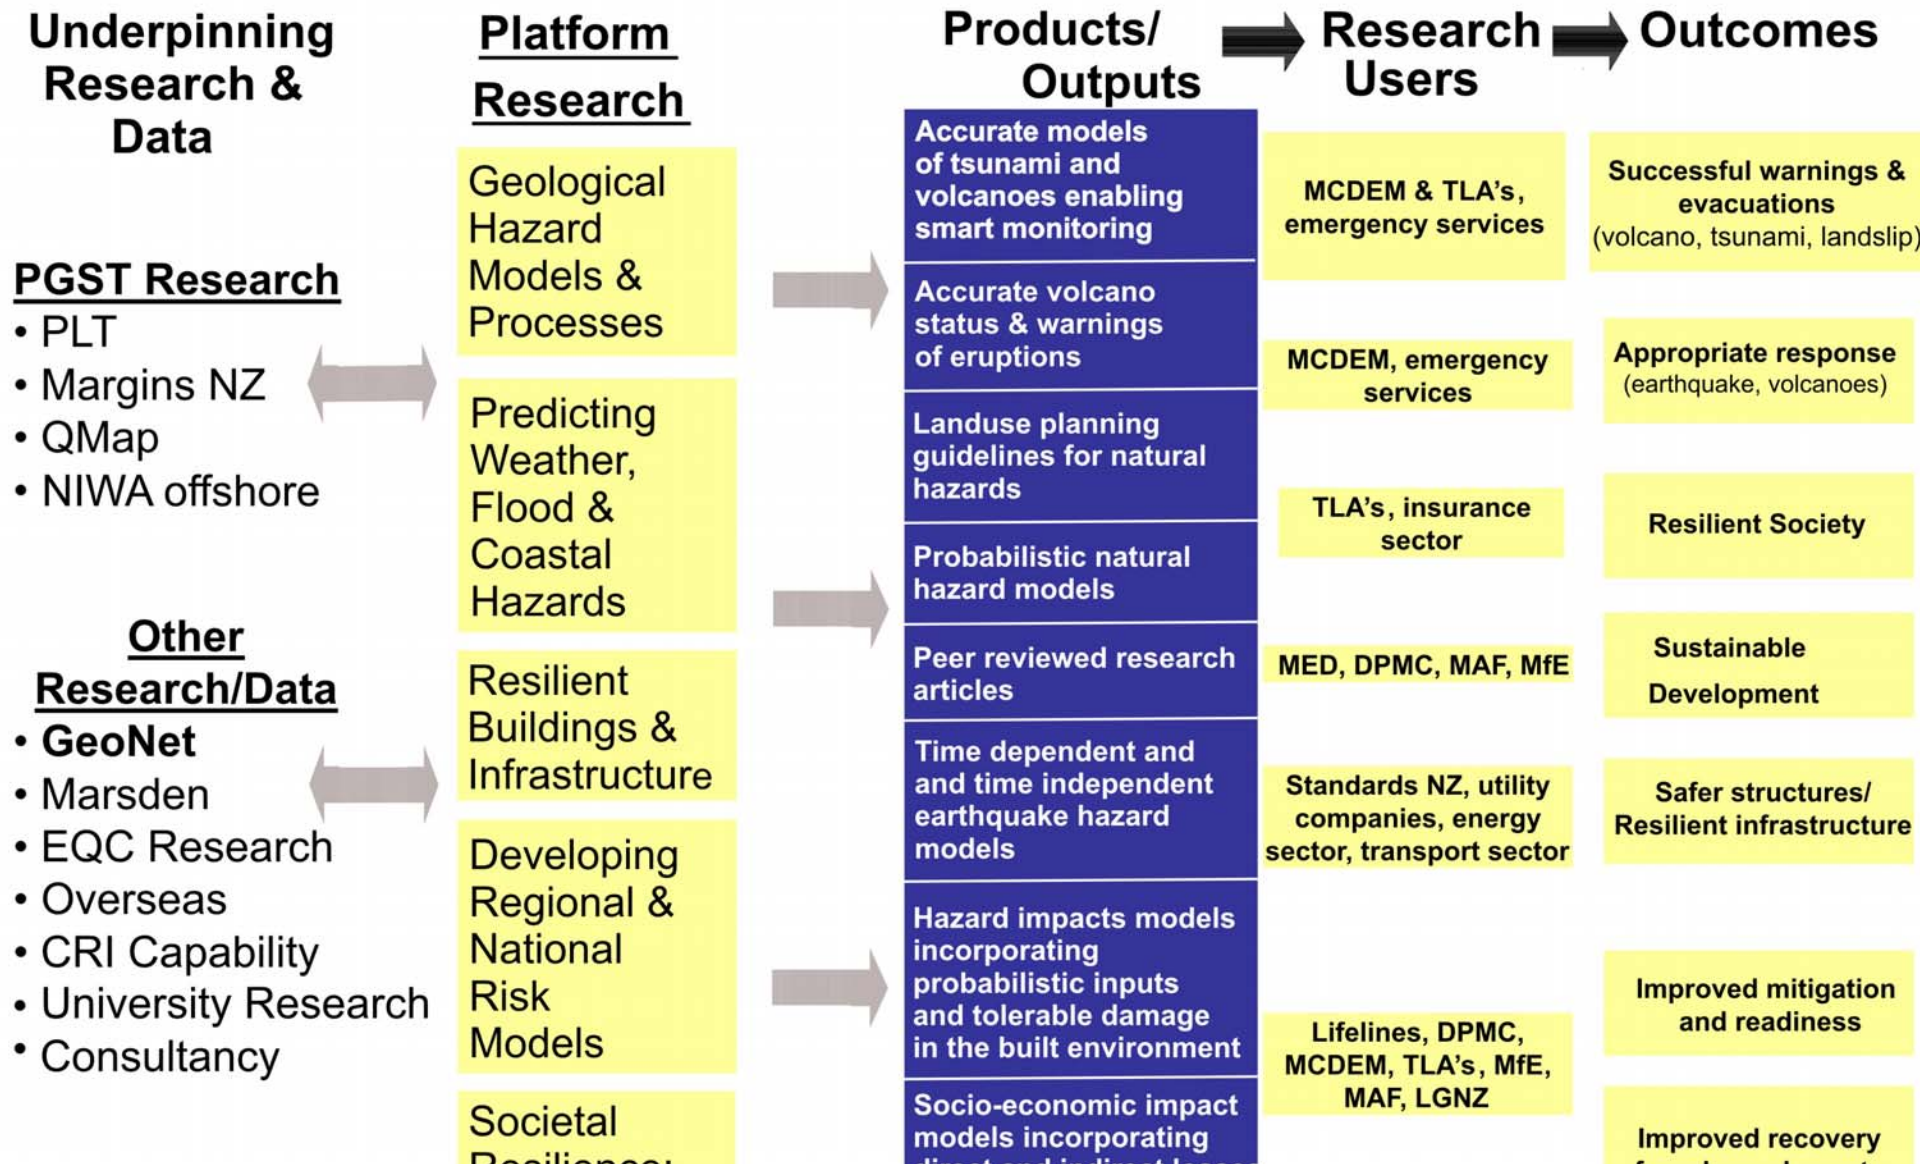 Underpinning
Research &
Data
PGST Research
• PLT
• Margins NZ
• QMap
• NIWA offshore
Other
Research/Data
• GeoNet
• Marsden
• EQC Research
• Overseas
• CRI Capability
• University Research
• Consultancy
Platform
Research
Geological
Hazard
Models &
Processes
Predicting
Weather,
Flood &
Coastal
Hazards
Resilient
Buildings &
Infrastructure
Developing
Regional &
National
Risk
Models
Societal
Resilience:
Products/
Outputs
Accurate models
of tsunami and
volcanoes enabling
smart monitoring
Accurate volcano
status & warnings
of eruptions
Landuse planning
guidelines for natural
hazards
Probabilistic natural
hazard models
Peer reviewed research
articles
Time dependent and
and time independent
earthquake hazard
models
Hazard impacts models
incorporating
probabilistic inputs
and tolerable damage
in the built environment
Socio-economic impact
models incorporating
direct and indirect losses
Research
Users
MCDEM & TLA's,
emergency services
MCDEM, emergency
services
TLA's, insurance
sector
MED, DPMC, MAF, MfE
Standards NZ, utility
companies, energy
sector, transport sector
Lifelines, DPMC,
MCDEM, TLA's, MfE,
MAF, LGNZ
Outcomes
Successful warnings &
evacuations
(volcano, tsunami, landslip)
Appropriate response
(earthquake, volcanoes)
Resilient Society
Sustainable
Development
Safer structures/
Resilient infrastructure
Improved mitigation
and readiness
Improved recovery